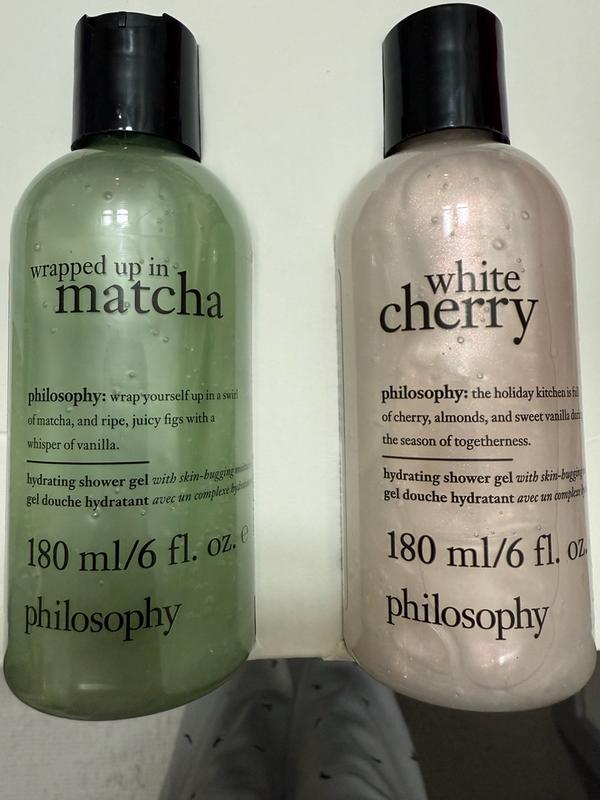 wrapped up in
matcha
philosophy: wrap yourself up in a swirl
of matcha, and ripe, juicy figs with a
whisper of vanilla.
hydrating shower gel with skin-hugging
gel douche hydratant avec un complexe
180 ml/6 fl. oz. e
philosophy
white
cherry
philosophy: the holiday kitchen is full
of cherry, almonds, and sweet vanilla
the season of togetherness.
hydrating shower gel with skin-hugging
gel douche hydratant avec un complexe
180 ml/6 fl. oz.
philosophy